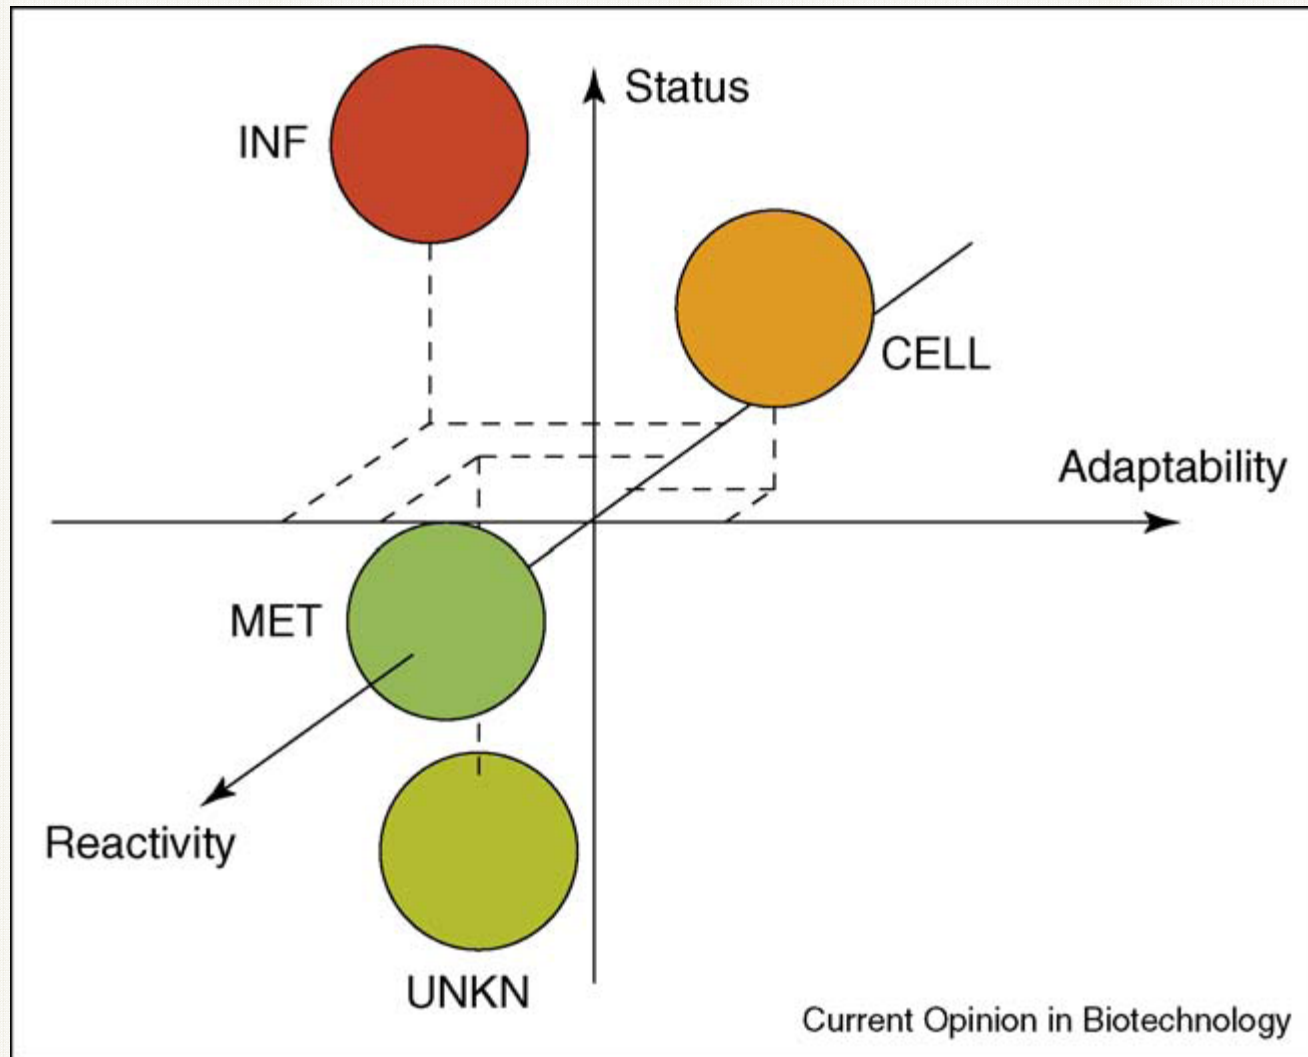 Status
INF
CELL
Adaptability
MET
Reactivity
UNKN
Current Opinion in Biotechnology